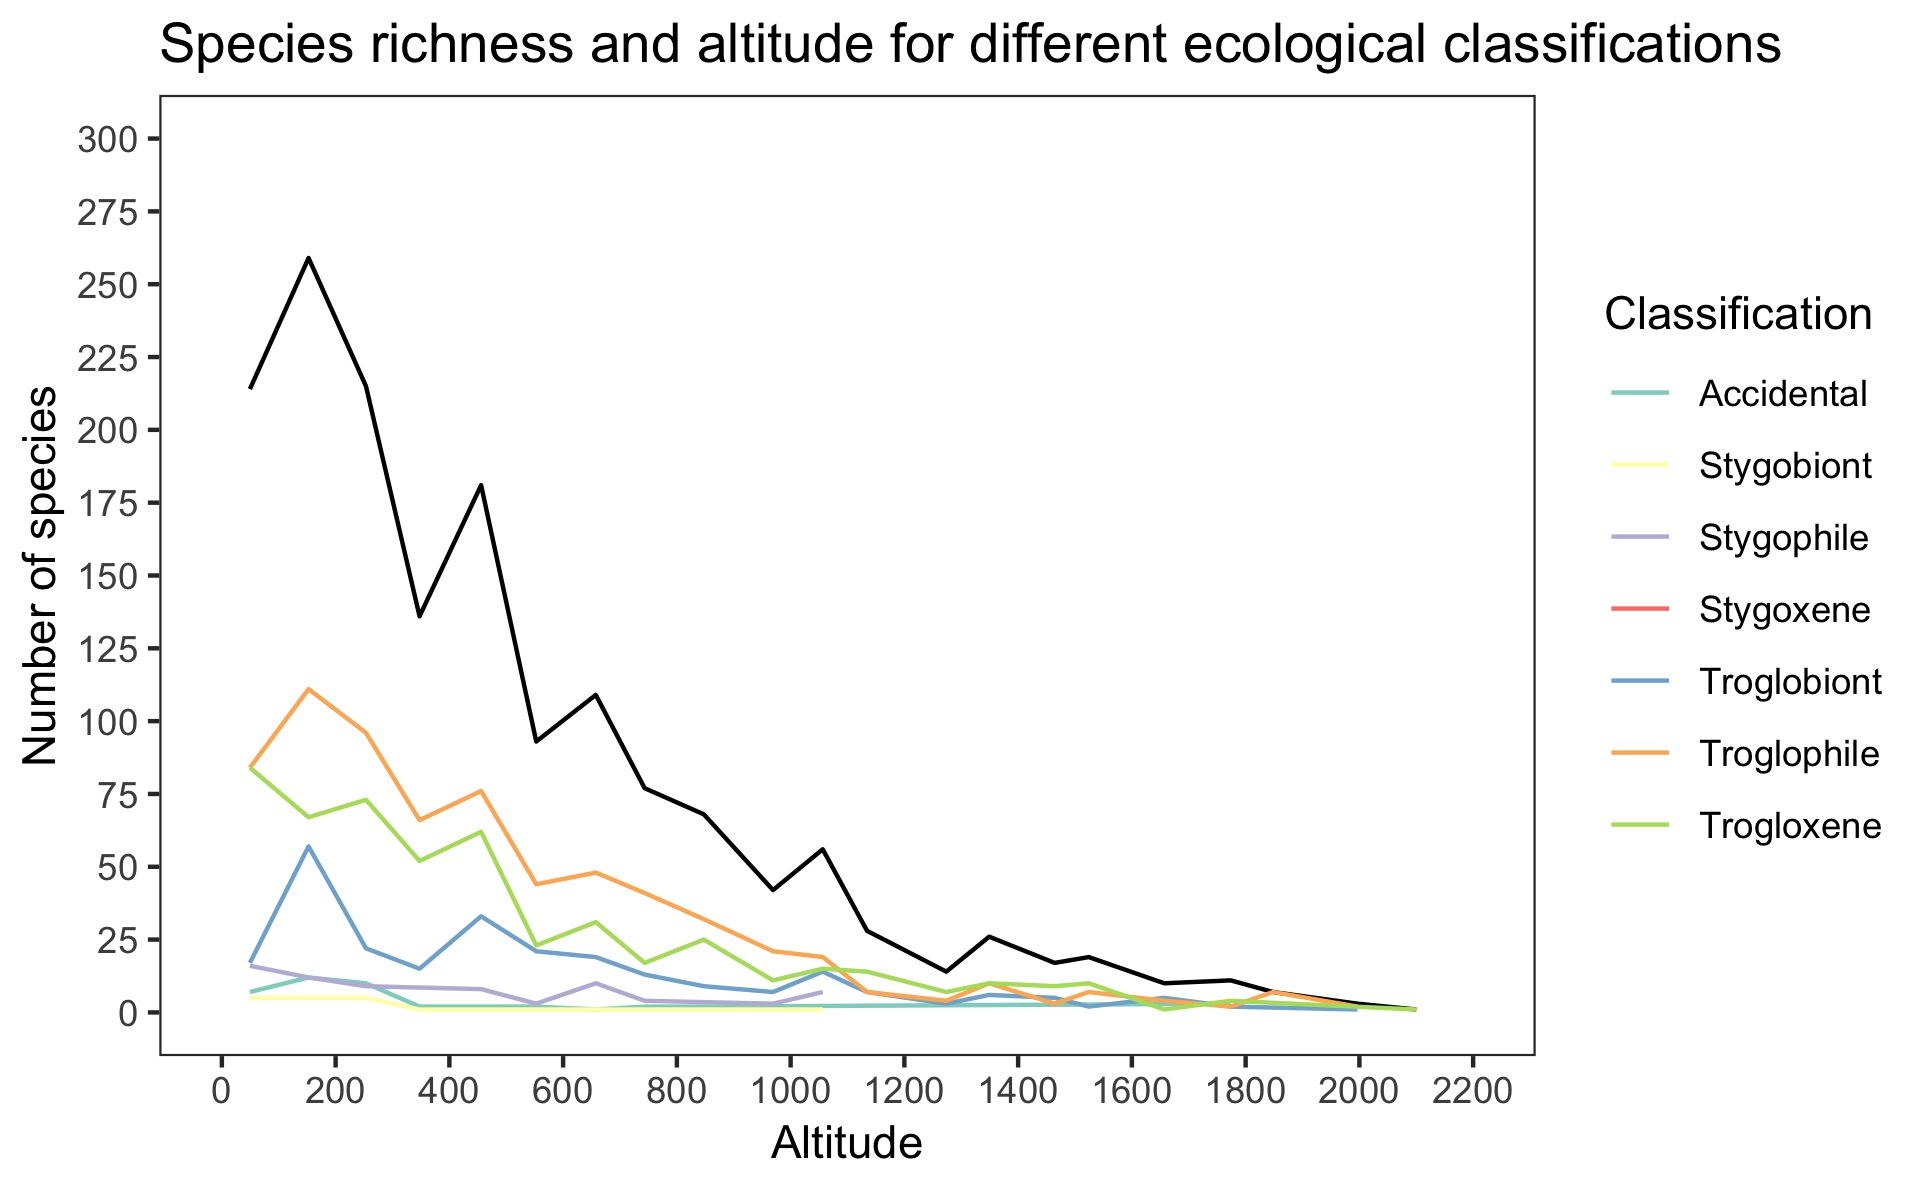 Species richness and altitude for different ecological classifications
Number of species
300
275
250
225
200
175
150
125
100
75
50
25
0
0 200 400 600 800 1000 1200 1400 1600 1800 2000 2200
Altitude
Classification
Accidental
Stygobiont
Stygophile
Stygoxene
Troglobiont
Troglophile
Trogloxene